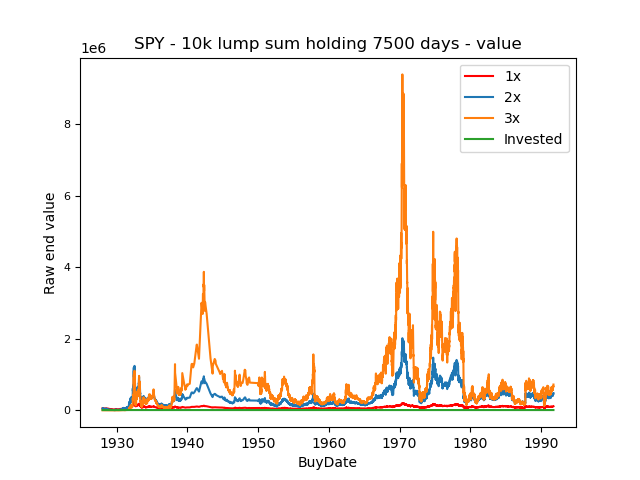 SPY - 10k lump sum holding 7500 days - value
1e6
1x
2x
3x
Invested
8
6
4
2
0
Raw end value
1930 1940 1950 1960 1970 1980 1990
BuyDate